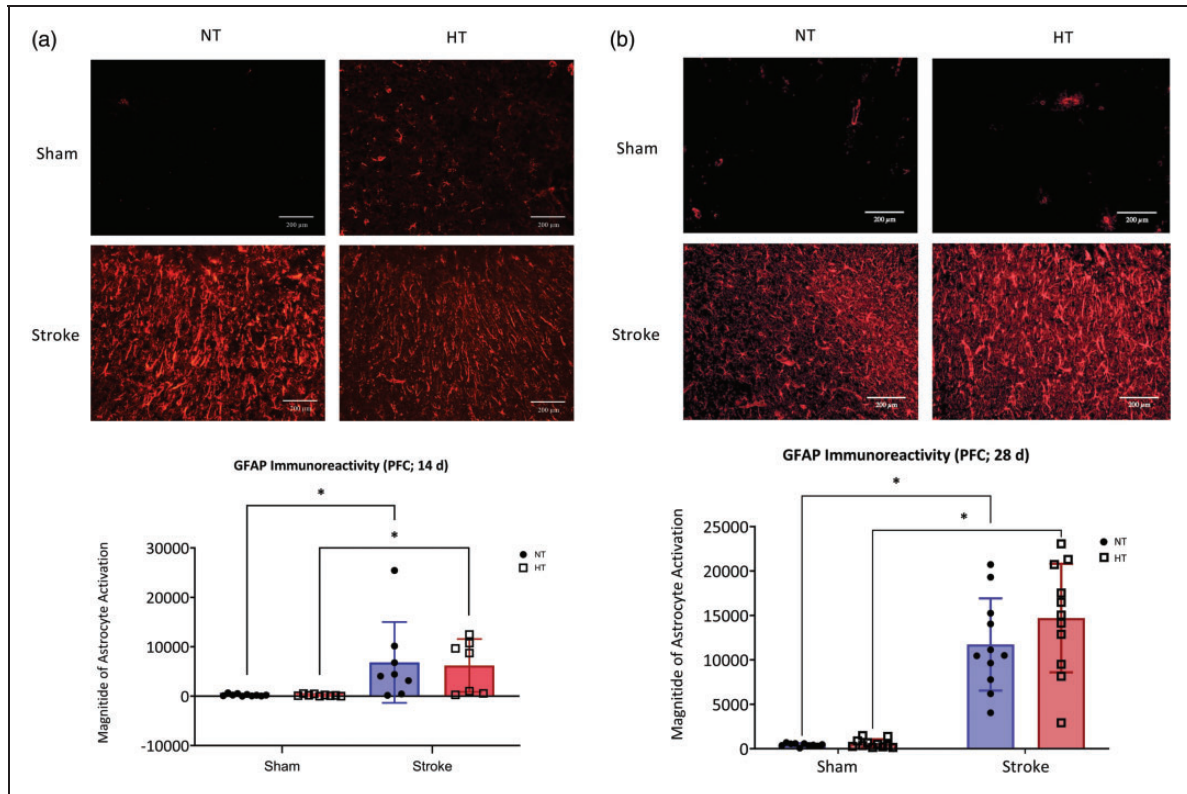 (a)
NT
HT
Sham
200 µm
200 µm
Stroke
200 µm
200 µm
GFAP Immunoreactivity (PFC; 14 d)
*
*
Magnitide of Astrocyte Activation
30000
20000
10000
0
-10000
NT
HT
Sham
Stroke
(b)
NT
HT
Sham
200 µm
200 µm
Stroke
200 µm
200 µm
GFAP Immunoreactivity (PFC; 28 d)
*
*
Magnitide of Astrocyte Activation
25000
20000
15000
10000
5000
0
NT
HT
Sham
Stroke